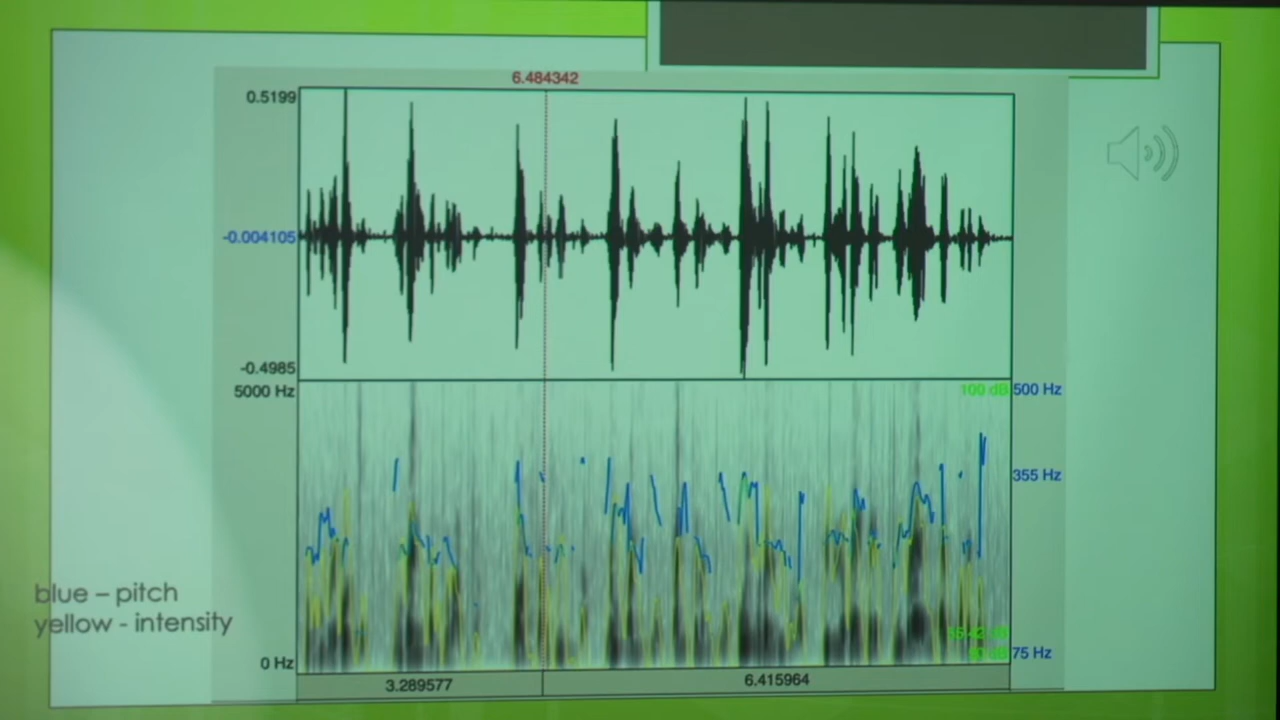 6.484342
0.5199
-0.004105
-0.4985
5000 Hz
100 dB 500 Hz
355 Hz
blue – pitch
yellow - intensity
0 Hz
75 Hz
3.289577
6.415964